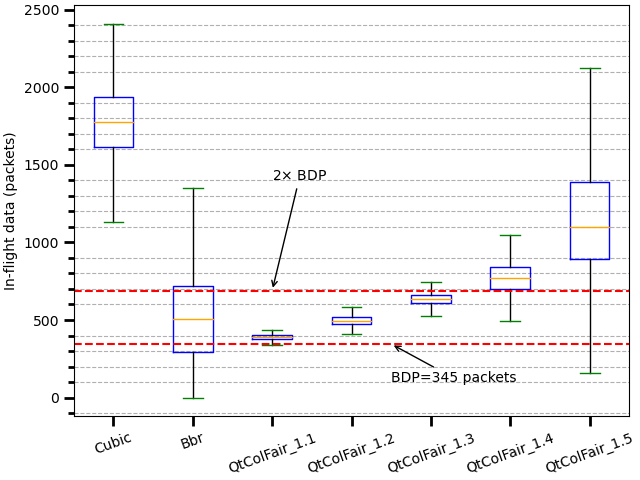 2500
2000
1500
1000
500
0
In-flight data (packets)
2× BDP
BDP=345 packets
Cubic
Bbr
QtColFair_1.1
QtColFair_1.2
QtColFair_1.3
QtColFair_1.4
QtColFair_1.5